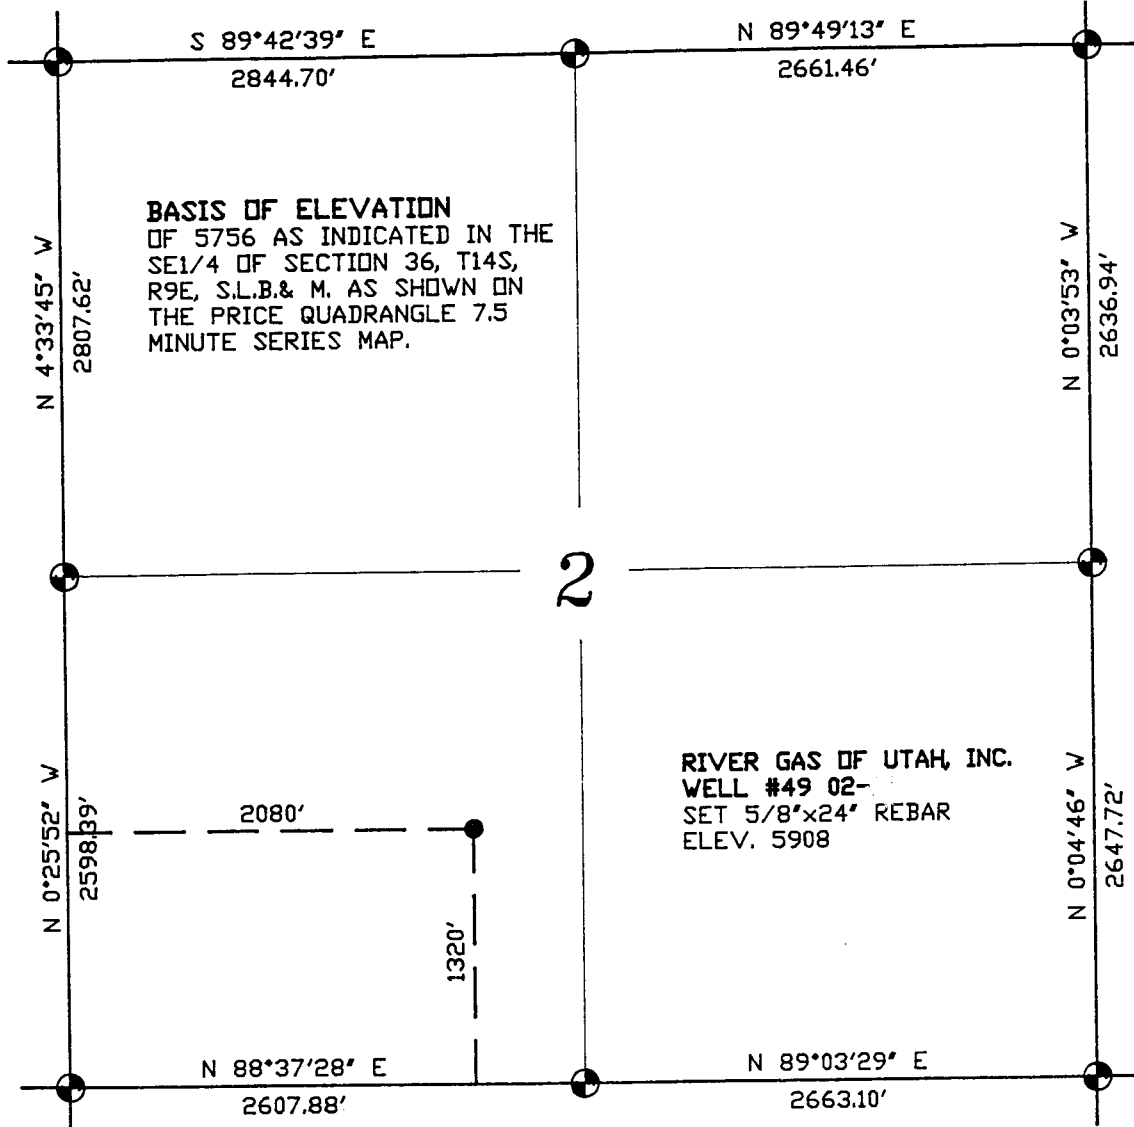 S 89°42'39" E
2844.70'
N 89°49'13" E
2661.46'
BASIS OF ELEVATION
OF 5756 AS INDICATED IN THE
SE1/4 OF SECTION 36, T14S,
R9E, S.L.B.& M. AS SHOWN ON
THE PRICE QUADRANGLE 7.5
MINUTE SERIES MAP.
N 4°33'45" W
2807.62'
N 0°03'53" W
2636.94'
2
RIVER GAS OF UTAH, INC.
WELL #49 02-
SET 5/8"x24" REBAR
ELEV. 5908
N 0°25'52" W
2598.39'
2080'
1320'
N 0°04'46" W
2647.72'
N 88°37'28" E
2607.88'
N 89°03'29" E
2663.10'